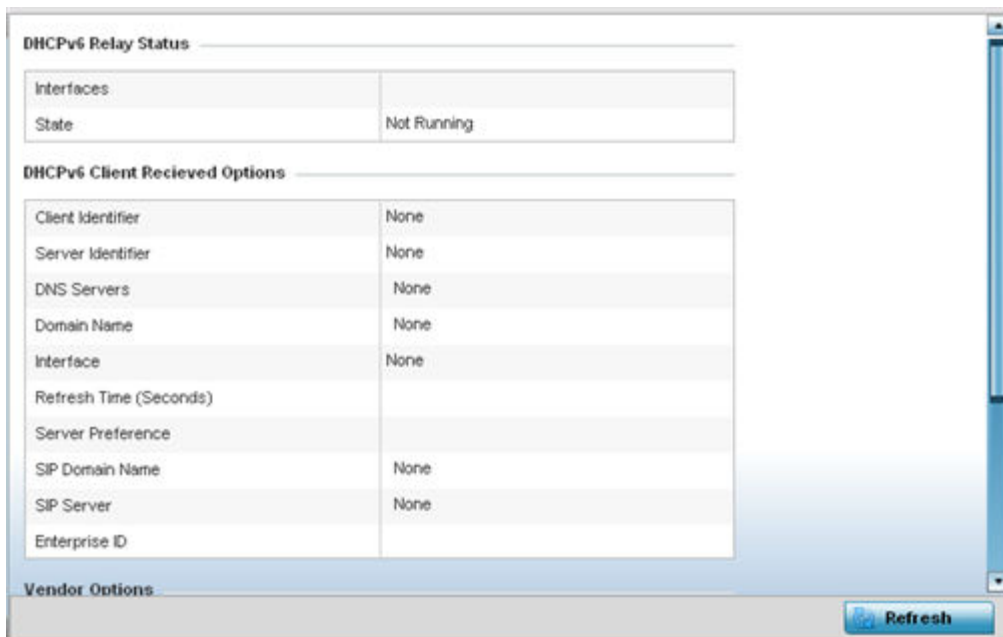 DHCPv6 Relay Status
Interfaces
State Not Running
DHCPv6 Client Recieved Options
Client Identifier None
Server Identifier None
DNS Servers None
Domain Name None
Interface None
Refresh Time (Seconds)
Server Preference
SIP Domain Name None
SIP Server None
Enterprise ID
Vendor Options
Refresh